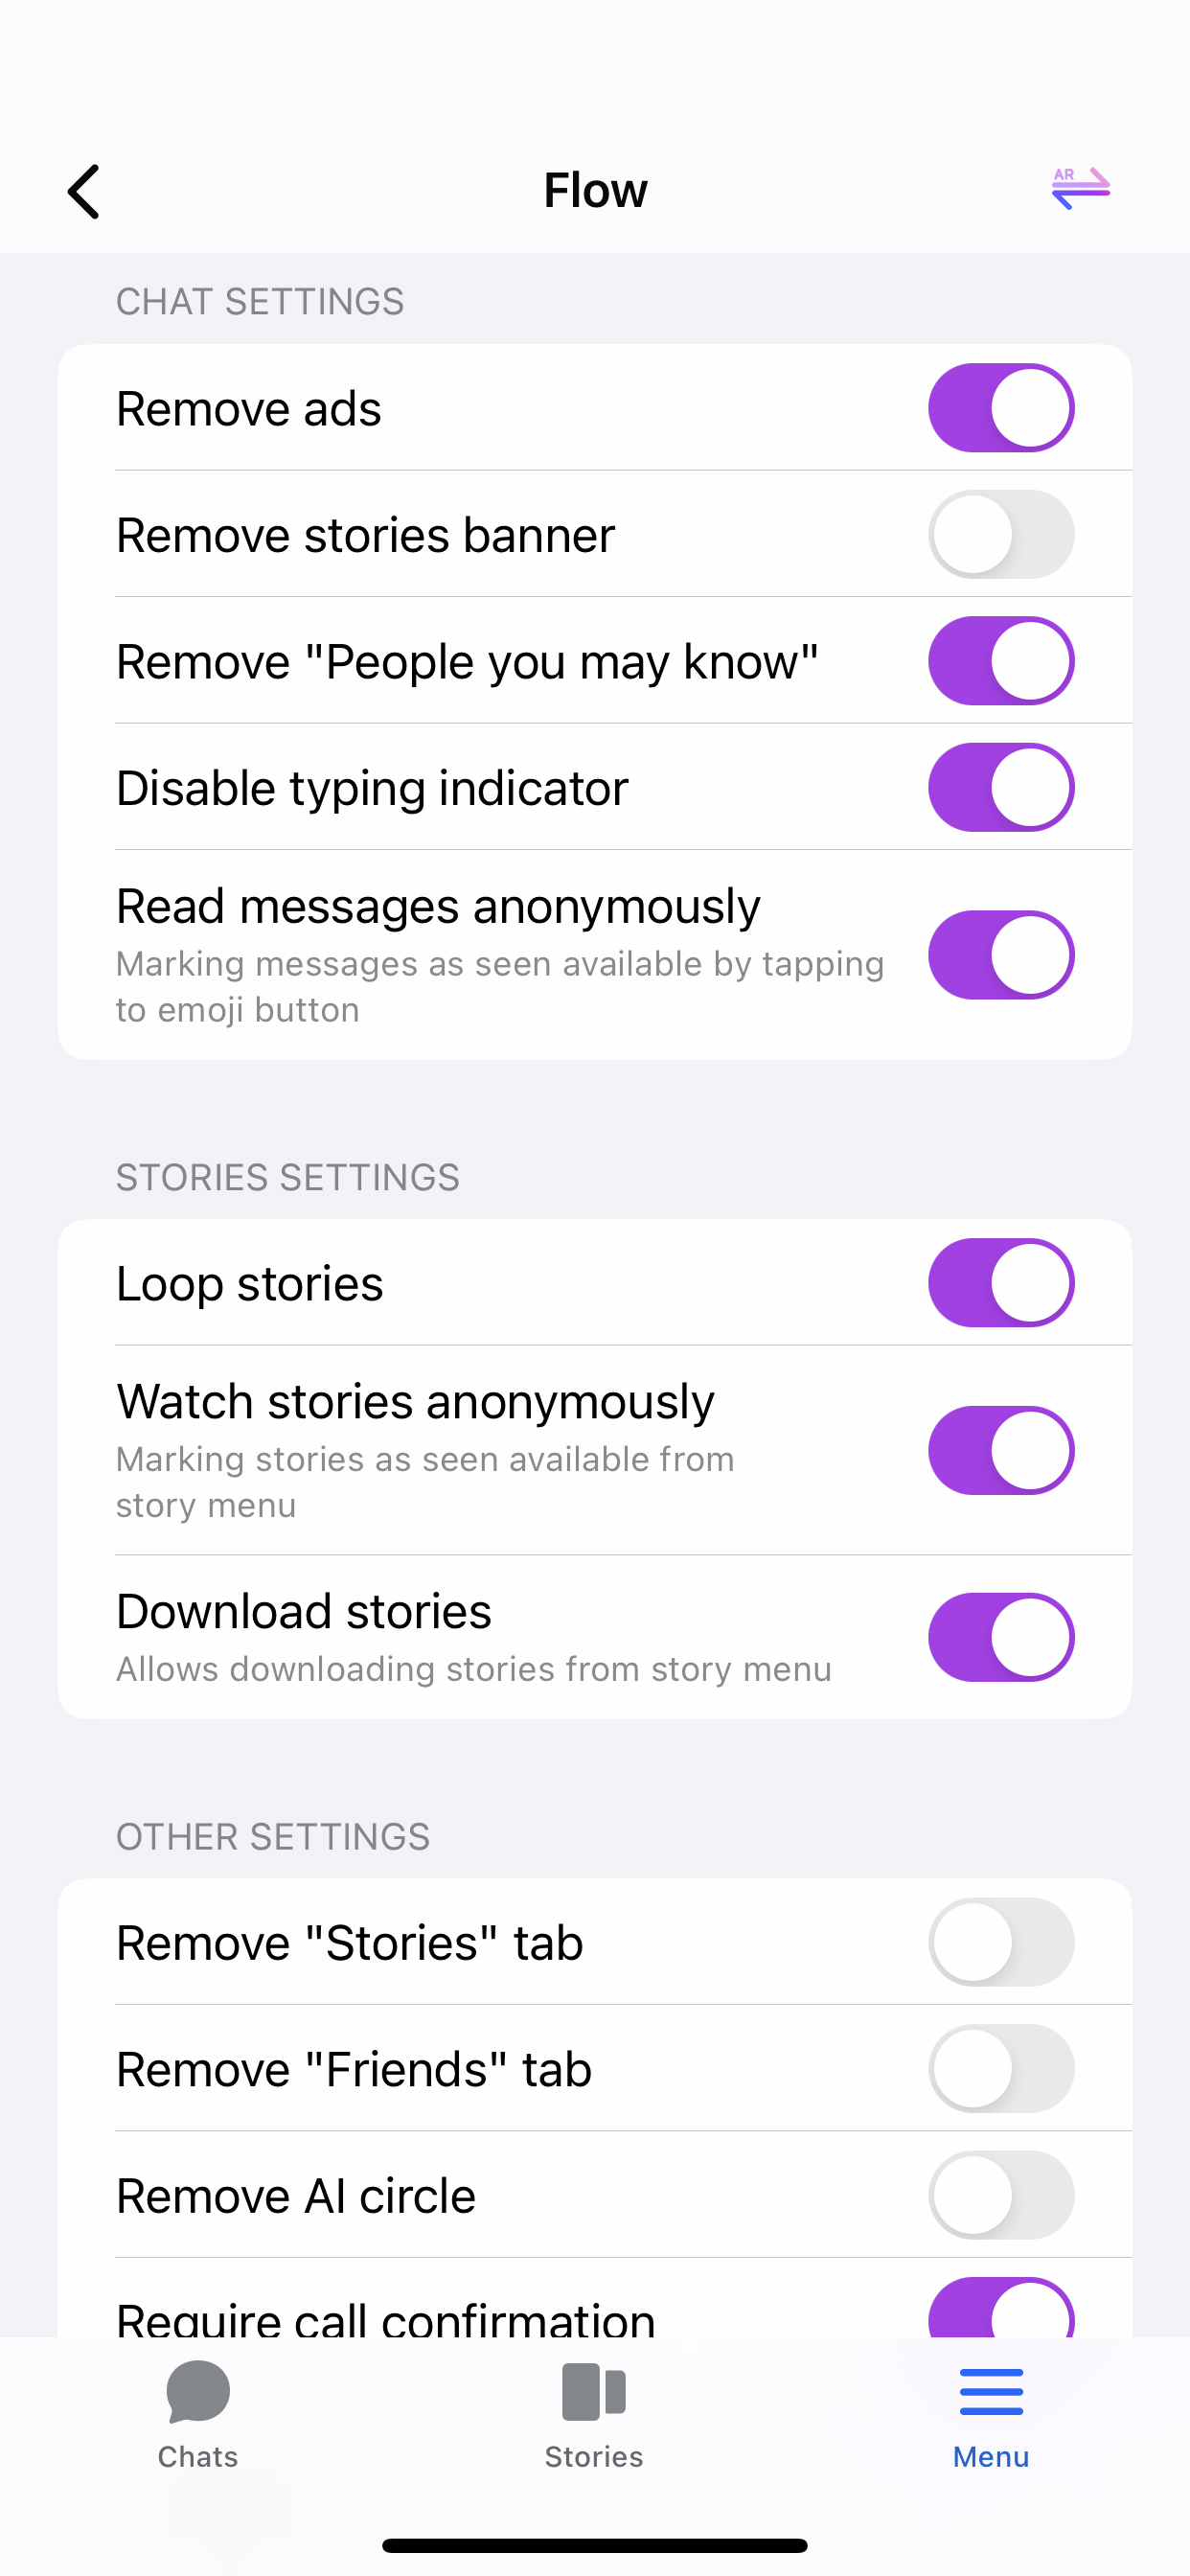 Flow
AR
CHAT SETTINGS
Remove ads
Remove stories banner
Remove "People you may know"
Disable typing indicator
Read messages anonymously
Marking messages as seen available by tapping
to emoji button
STORIES SETTINGS
Loop stories
Watch stories anonymously
Marking stories as seen available from
story menu
Download stories
Allows downloading stories from story menu
OTHER SETTINGS
Remove "Stories" tab
Remove "Friends" tab
Remove AI circle
Require call confirmation
Chats
Stories
Menu